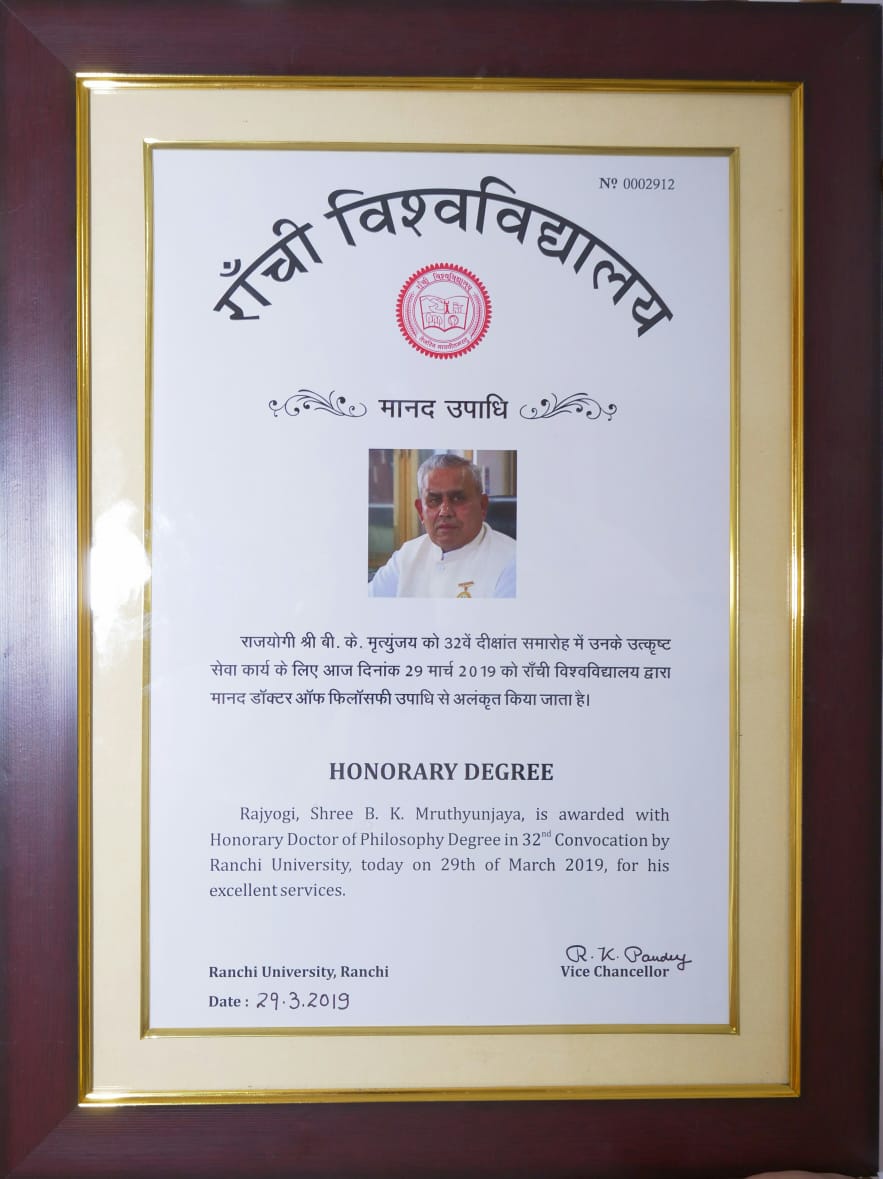 Nº 0002912
राँची विश्वविद्यालय
राँची विश्वविद्यालय
मानद उपाधि
राजयोगी श्री बी. के. मृत्युंजय को 32वें दीक्षांत समारोह में उनके उत्कृष्ट
सेवा कार्य के लिए आज दिनांक 29 मार्च 2019 को राँची विश्वविद्यालय द्वारा
मानद डॉक्टर ऑफ फिलॉसफी उपाधि से अलंकृत किया जाता है।
HONORARY DEGREE
Rajyogi, Shree B. K. Mruthyunjaya, is awarded with
Honorary Doctor of Philosophy Degree in 32nd Convocation by
Ranchi University, today on 29th of March 2019, for his
excellent services.
R. K. Pandey
Ranchi University, Ranchi
Vice Chancellor
Date : 29.3.2019